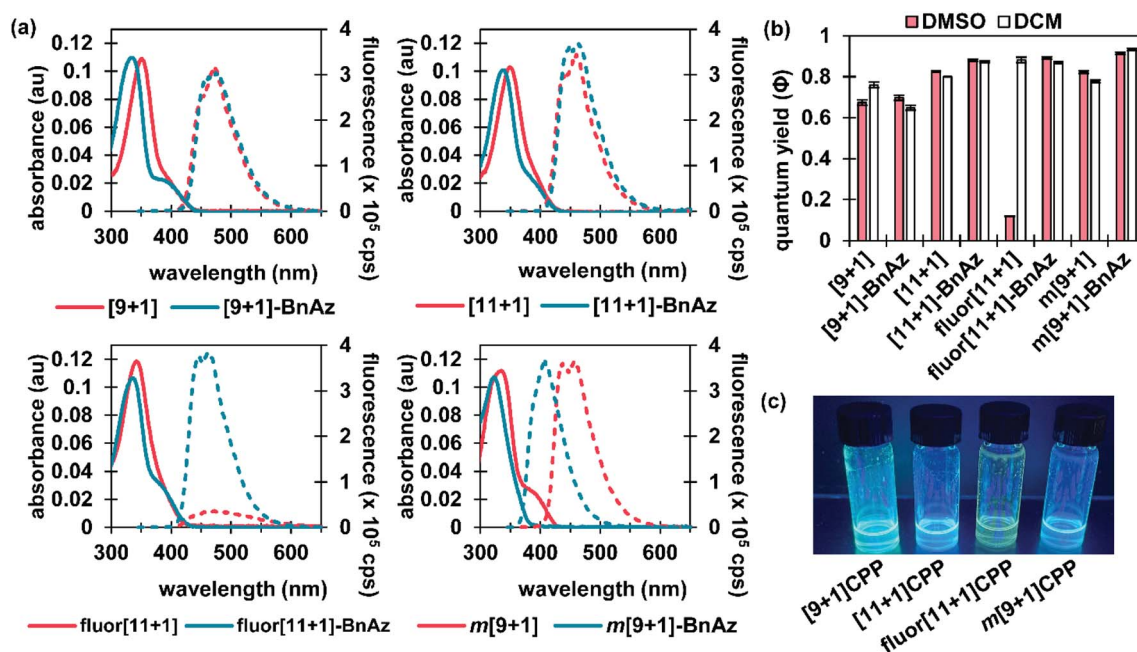 (a)
absorbance (au)
0.12
0.1
0.08
0.06
0.04
0.02
0
300 400 500 600
wavelength (nm)
4
3
2
1
0
fluorescence (x 10⁵ cps)
[9+1] [9+1]-BnAz
absorbance (au)
0.12
0.1
0.08
0.06
0.04
0.02
0
300 400 500 600
wavelength (nm)
4
3
2
1
0
fluorescence (x 10⁵ cps)
[11+1] [11+1]-BnAz
absorbance (au)
0.12
0.1
0.08
0.06
0.04
0.02
0
300 400 500 600
wavelength (nm)
4
3
2
1
0
fluorescence (x 10⁵ cps)
fluor[11+1] fluor[11+1]-BnAz
absorbance (au)
0.12
0.1
0.08
0.06
0.04
0.02
0
300 400 500 600
wavelength (nm)
4
3
2
1
0
fluorescence (x 10⁵ cps)
m[9+1] m[9+1]-BnAz
(b)
DMSO DCM
quantum yield (Φ)
1
0.8
0.6
0.4
0.2
0
[9+1]
[9+1]-BnAz
[11+1]
[11+1]-BnAz
fluor[11+1]
fluor[11+1]-BnAz
m[9+1]
m[9+1]-BnAz
(c)
[9+1]CPP
[11+1]CPP
fluor[11+1]CPP
m[9+1]CPP